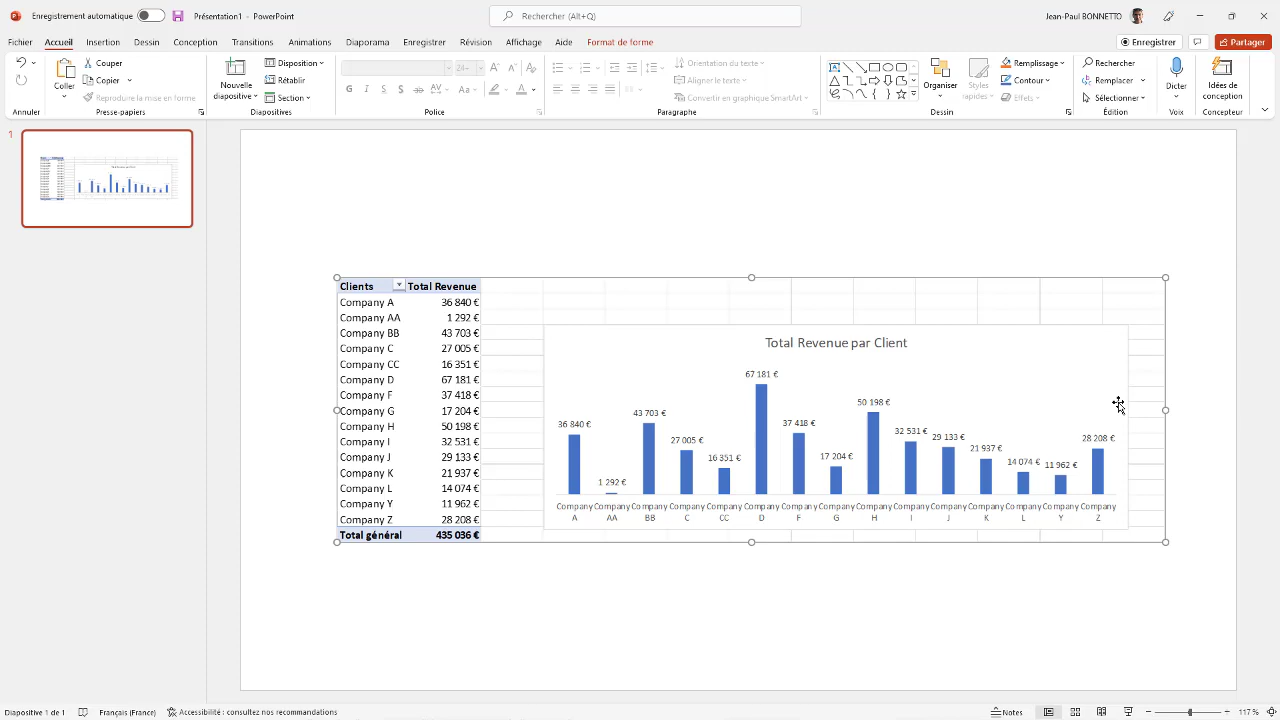 Enregistrement automatique
Présentation1 • PowerPoint
Rechercher (Alt+Q)
Jean-Paul BONNETTO
Fichier
Accueil
Insertion
Dessin
Conception
Transitions
Animations
Diaporama
Enregistrer
Révision
Affichage
Aide
Format de forme
Enregistrer
Partager
Annuler
Coller
Couper
Copier
Reproduire la mise en forme
Presse-papiers
Nouvelle
diapositive
Disposition
Rétablir
Section
Diapositives
24+
Police
Orientation du texte
Aligner le texte
Convertir en graphique SmartArt
Paragraphe
Organiser
Styles
rapides
Remplissage
Contour
Effets
Dessin
Rechercher
Remplacer
Sélectionner
Édition
Dicter
Voix
Idées de
conception
Concepteur
1
Clients Total Revenue
Company A 36 840 €
Company AA 1 292 €
Company BB 43 703 €
Company C 27 005 €
Company CC 16 351 €
Company D 67 181 €
Company F 37 418 €
Company G 17 204 €
Company H 50 198 €
Company I 32 531 €
Company J 29 133 €
Company K 21 937 €
Company L 14 074 €
Company Y 11 962 €
Company Z 28 208 €
Total général 435 036 €
Total Revenue par Client
36 840 €
1 292 €
43 703 €
27 005 €
16 351 €
67 181 €
37 418 €
17 204 €
50 198 €
32 531 €
29 133 €
21 937 €
14 074 €
11 962 €
28 208 €
Company Company Company Company Company Company Company Company Company Company Company Company Company Company Company
A AA BB C CC D F G H I J K L Y Z
Diapositive 1 de 1
Français (France)
Accessibilité : consultez nos recommandations
Notes
117 %